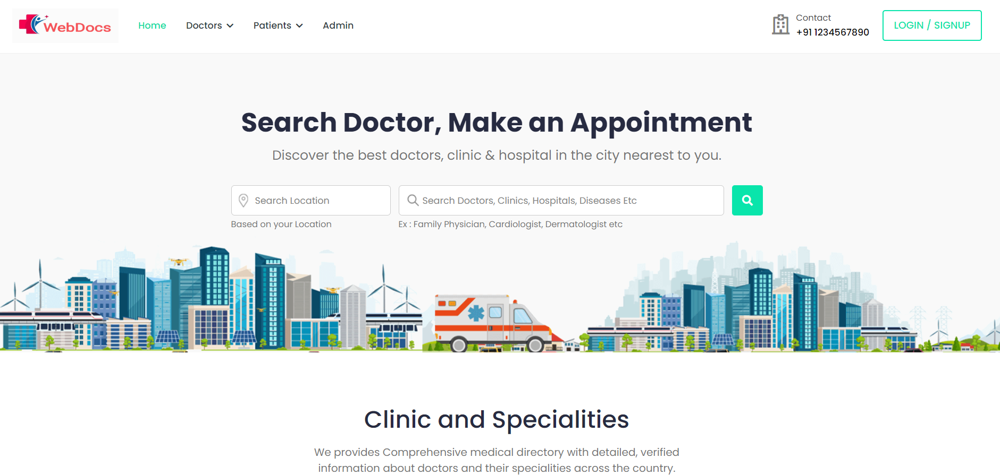 WebDocs
Home
Doctors
Patients
Admin
Contact
+91 1234567890
LOGIN / SIGNUP
Search Doctor, Make an Appointment
Discover the best doctors, clinic & hospital in the city nearest to you.
Search Location
Search Doctors, Clinics, Hospitals, Diseases Etc
Based on your Location
Ex : Family Physician, Cardiologist, Dermatologist etc
Clinic and Specialities
We provides Comprehensive medical directory with detailed, verified
information about doctors and their specialities across the country.